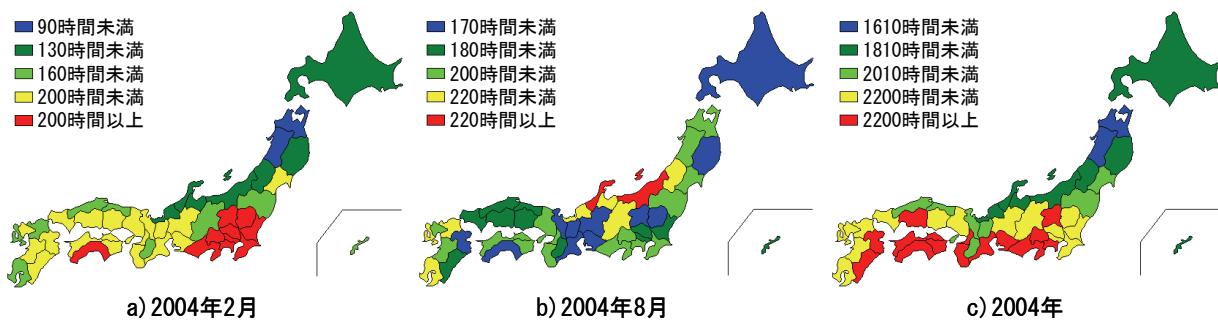 90時間未満
130時間未満
160時間未満
200時間未満
200時間以上
a) 2004年2月
170時間未満
180時間未満
200時間未満
220時間未満
220時間以上
b) 2004年8月
1610時間未満
1810時間未満
2010時間未満
2200時間未満
2200時間以上
c) 2004年